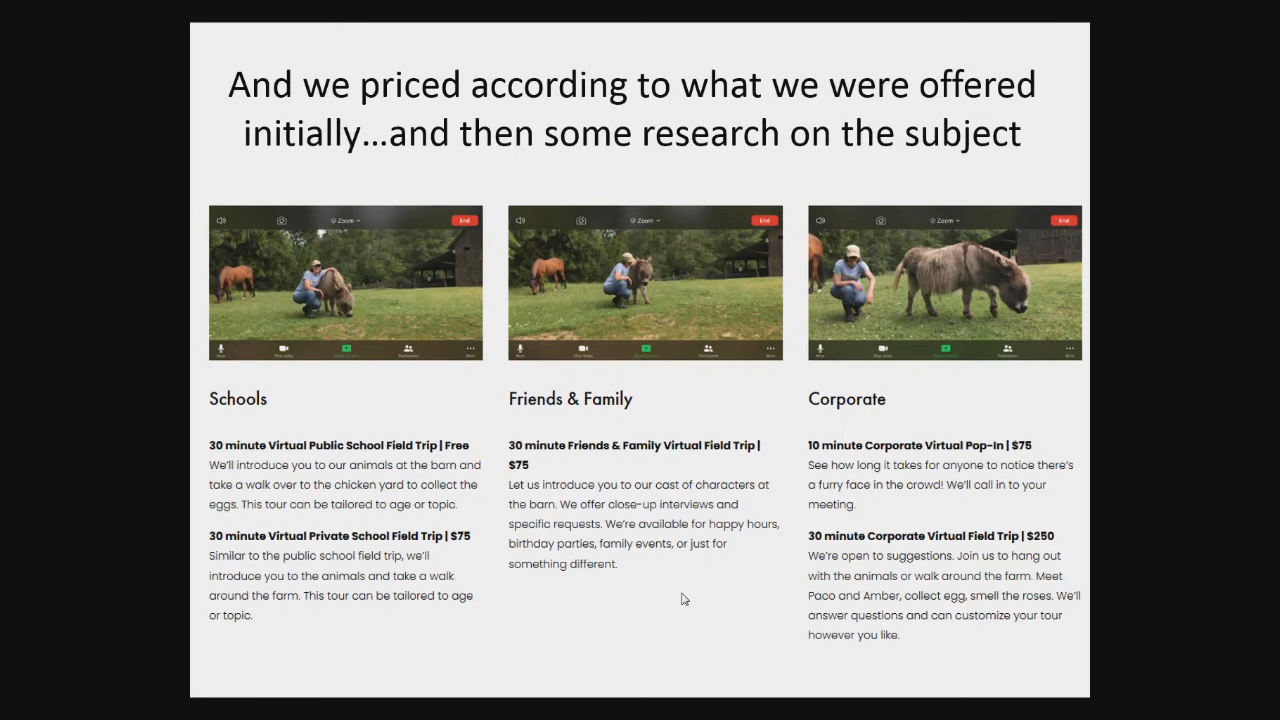 And we priced according to what we were offered
initially...and then some research on the subject
Zoom
End
Zoom
End
Zoom
End
Schools
30 minute Virtual Public School Field Trip | Free
We'll introduce you to our animals at the barn and
take a walk over to the chicken yard to collect the
eggs. This tour can be tailored to age or topic.
30 minute Virtual Private School Field Trip | $75
Similar to the public school field trip, we'll
introduce you to the animals and take a walk
around the farm. This tour can be tailored to age
or topic.
Friends & Family
30 minute Friends & Family Virtual Field Trip |
$75
Let us introduce you to our cast of characters at
the barn. We offer close-up interviews and
specific requests. We're available for happy hours,
birthday parties, family events, or just for
something different.
Corporate
10 minute Corporate Virtual Pop-In | $75
See how long it takes for anyone to notice there's
a furry face in the crowd! We'll call in to your
meeting.
30 minute Corporate Virtual Field Trip | $250
We're open to suggestions. Join us to hang out
with the animals or walk around the farm. Meet
Paco and Amber, collect egg, smell the roses. We'll
answer questions and can customize your tour
however you like.